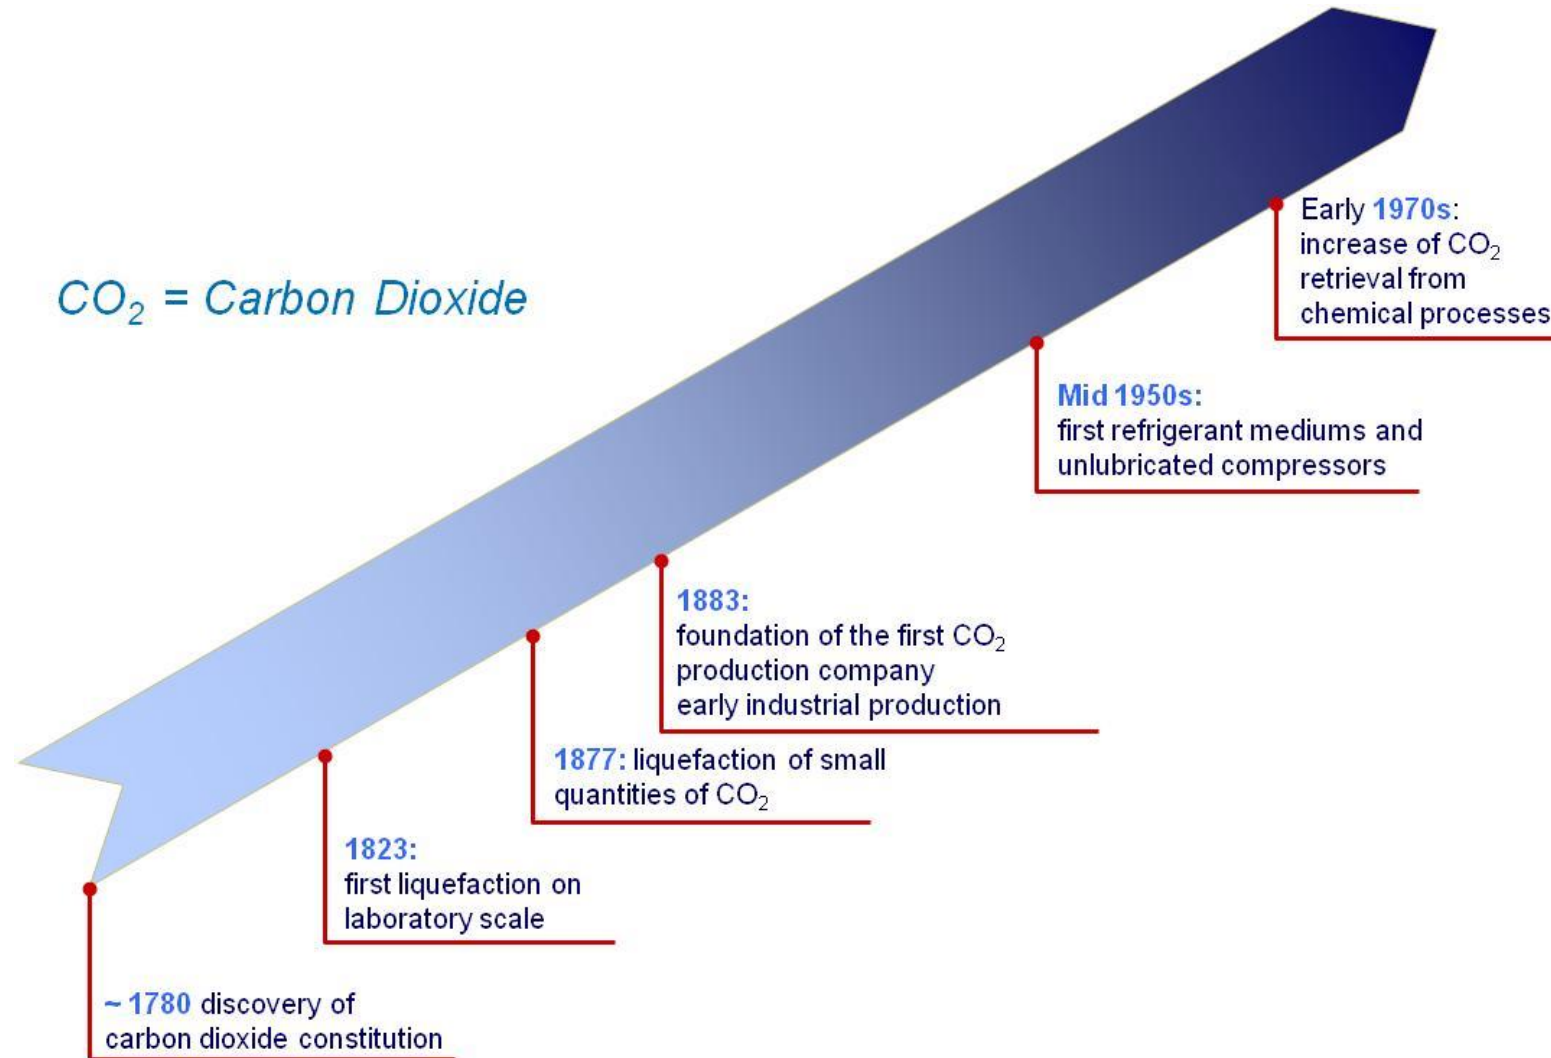 CO₂ = Carbon Dioxide
Early 1970s:
increase of CO₂
retrieval from
chemical processes
Mid 1950s:
first refrigerant mediums and
unlubricated compressors
1883:
foundation of the first CO₂
production company
early industrial production
1877: liquefaction of small
quantities of CO₂
1823:
first liquefaction on
laboratory scale
~ 1780 discovery of
carbon dioxide constitution